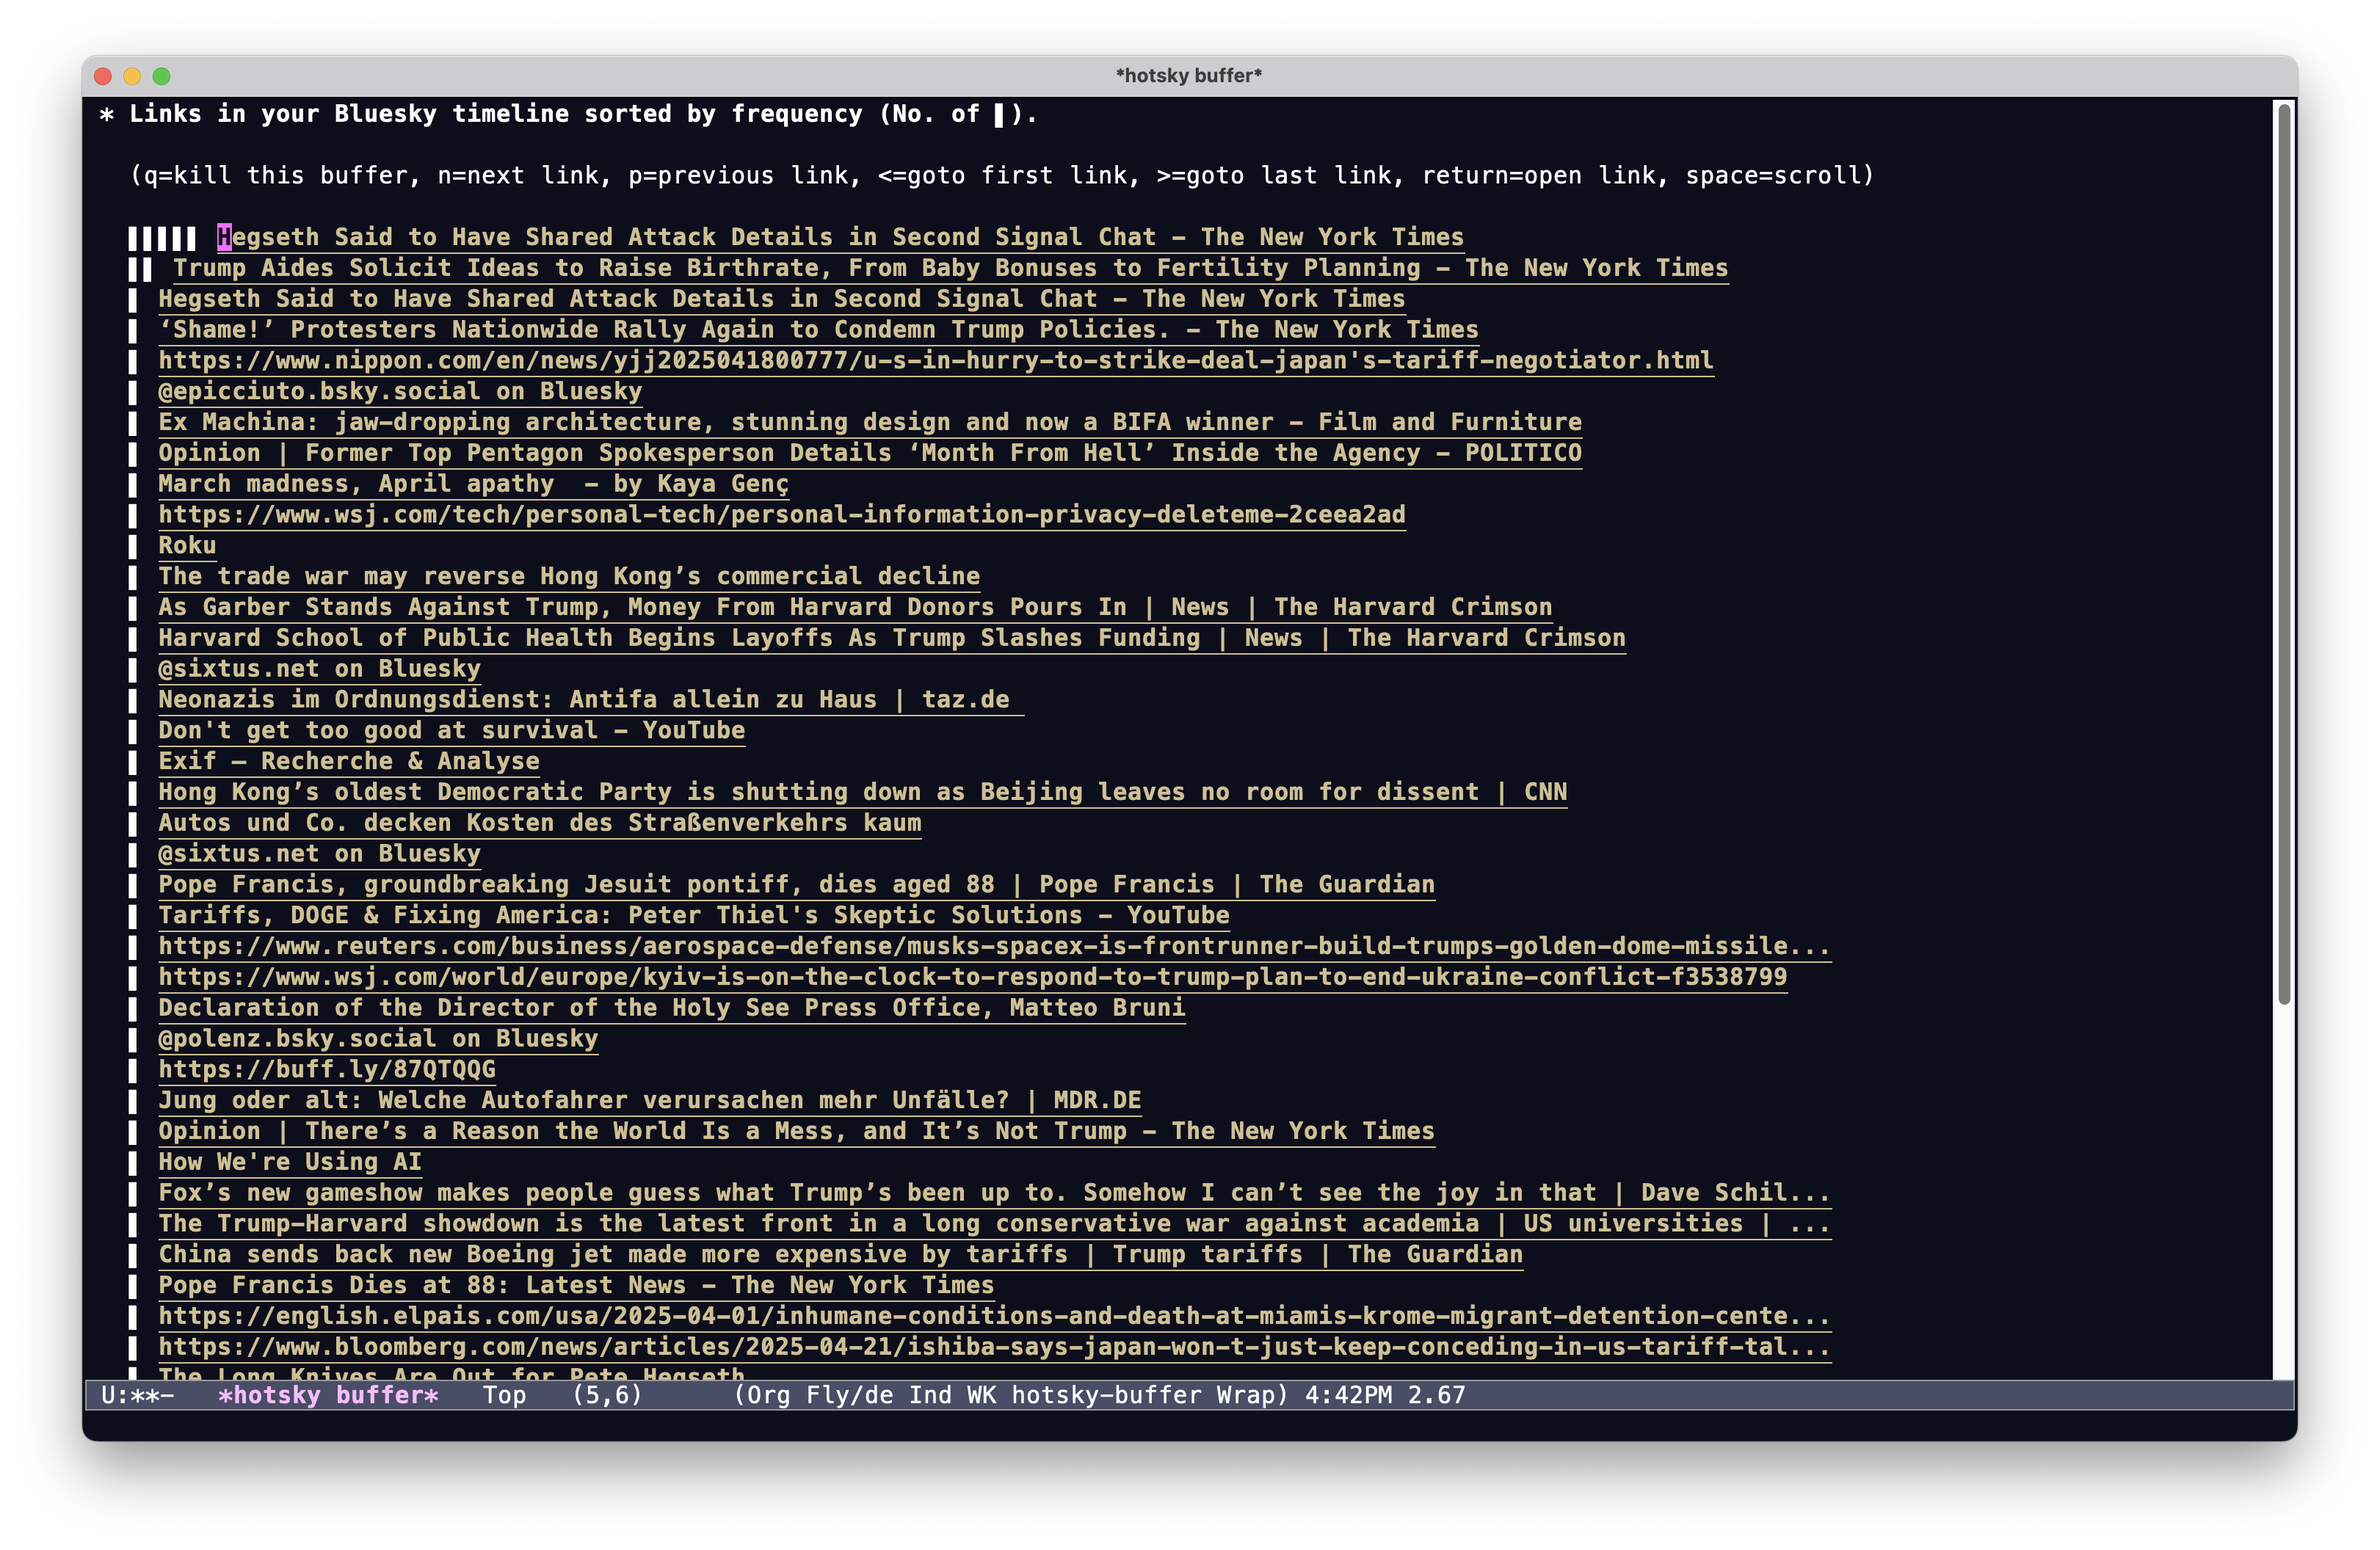 *hotsky buffer*
* Links in your Bluesky timeline sorted by frequency (No. of ▌).
(q=kill this buffer, n=next link, p=previous link, <=goto first link, >=goto last link, return=open link, space=scroll)
▌▌▌▌▌ Hegseth Said to Have Shared Attack Details in Second Signal Chat - The New York Times
▌▌ Trump Aides Solicit Ideas to Raise Birthrate, From Baby Bonuses to Fertility Planning - The New York Times
▌ Hegseth Said to Have Shared Attack Details in Second Signal Chat - The New York Times
▌ ‘Shame!’ Protesters Nationwide Rally Again to Condemn Trump Policies. - The New York Times
▌ https://www.nippon.com/en/news/yjj2025041800777/u-s-in-hurry-to-strike-deal-japan's-tariff-negotiator.html
▌ @epicciuto.bsky.social on Bluesky
▌ Ex Machina: jaw-dropping architecture, stunning design and now a BIFA winner - Film and Furniture
▌ Opinion | Former Top Pentagon Spokesperson Details ‘Month From Hell’ Inside the Agency - POLITICO
▌ March madness, April apathy  - by Kaya Genç
▌ https://www.wsj.com/tech/personal-tech/personal-information-privacy-deleteme-2ceea2ad
▌ Roku
▌ The trade war may reverse Hong Kong’s commercial decline
▌ As Garber Stands Against Trump, Money From Harvard Donors Pours In | News | The Harvard Crimson
▌ Harvard School of Public Health Begins Layoffs As Trump Slashes Funding | News | The Harvard Crimson
▌ @sixtus.net on Bluesky
▌ Neonazis im Ordnungsdienst: Antifa allein zu Haus | taz.de
▌ Don't get too good at survival - YouTube
▌ Exif – Recherche & Analyse
▌ Hong Kong’s oldest Democratic Party is shutting down as Beijing leaves no room for dissent | CNN
▌ Autos und Co. decken Kosten des Straßenverkehrs kaum
▌ @sixtus.net on Bluesky
▌ Pope Francis, groundbreaking Jesuit pontiff, dies aged 88 | Pope Francis | The Guardian
▌ Tariffs, DOGE & Fixing America: Peter Thiel's Skeptic Solutions - YouTube
▌ https://www.reuters.com/business/aerospace-defense/musks-spacex-is-frontrunner-build-trumps-golden-dome-missile...
▌ https://www.wsj.com/world/europe/kyiv-is-on-the-clock-to-respond-to-trump-plan-to-end-ukraine-conflict-f3538799
▌ Declaration of the Director of the Holy See Press Office, Matteo Bruni
▌ @polenz.bsky.social on Bluesky
▌ https://buff.ly/87QTQQG
▌ Jung oder alt: Welche Autofahrer verursachen mehr Unfälle? | MDR.DE
▌ Opinion | There’s a Reason the World Is a Mess, and It’s Not Trump - The New York Times
▌ How We're Using AI
▌ Fox’s new gameshow makes people guess what Trump’s been up to. Somehow I can’t see the joy in that | Dave Schil...
▌ The Trump-Harvard showdown is the latest front in a long conservative war against academia | US universities | ...
▌ China sends back new Boeing jet made more expensive by tariffs | Trump tariffs | The Guardian
▌ Pope Francis Dies at 88: Latest News - The New York Times
▌ https://english.elpais.com/usa/2025-04-01/inhumane-conditions-and-death-at-miamis-krome-migrant-detention-cente...
▌ https://www.bloomberg.com/news/articles/2025-04-21/ishiba-says-japan-won-t-just-keep-conceding-in-us-tariff-tal...
▌ The Long Knives Are Out for Pete Hegseth
U:**-   *hotsky buffer*   Top   (5,6)      (Org Fly/de Ind WK hotsky-buffer Wrap) 4:42PM 2.67